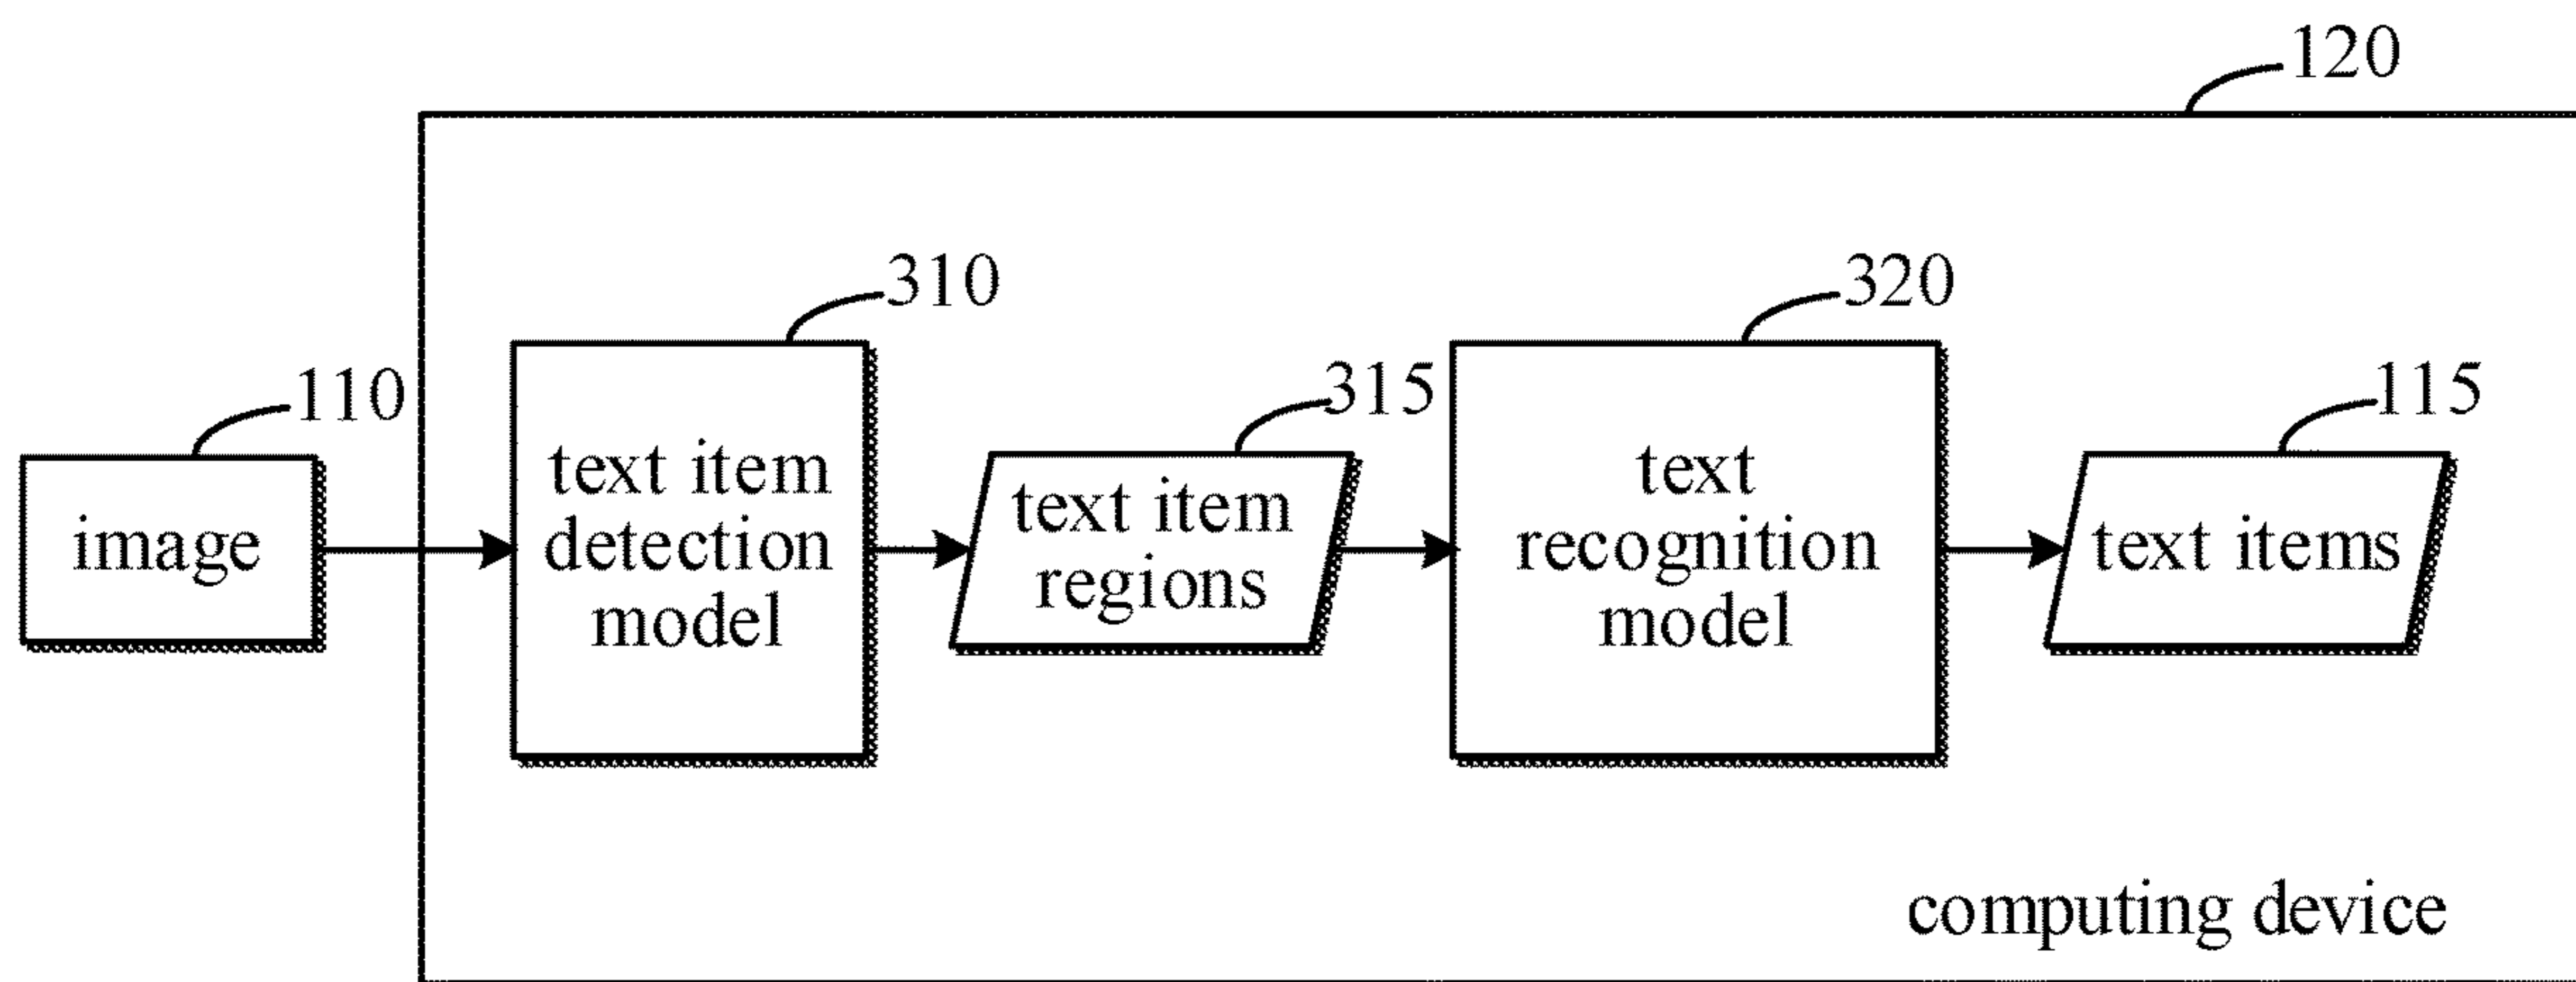 120
310
320
110
315
115
image
text item
detection
model
text item
regions
text
recognition
model
text items
computing device